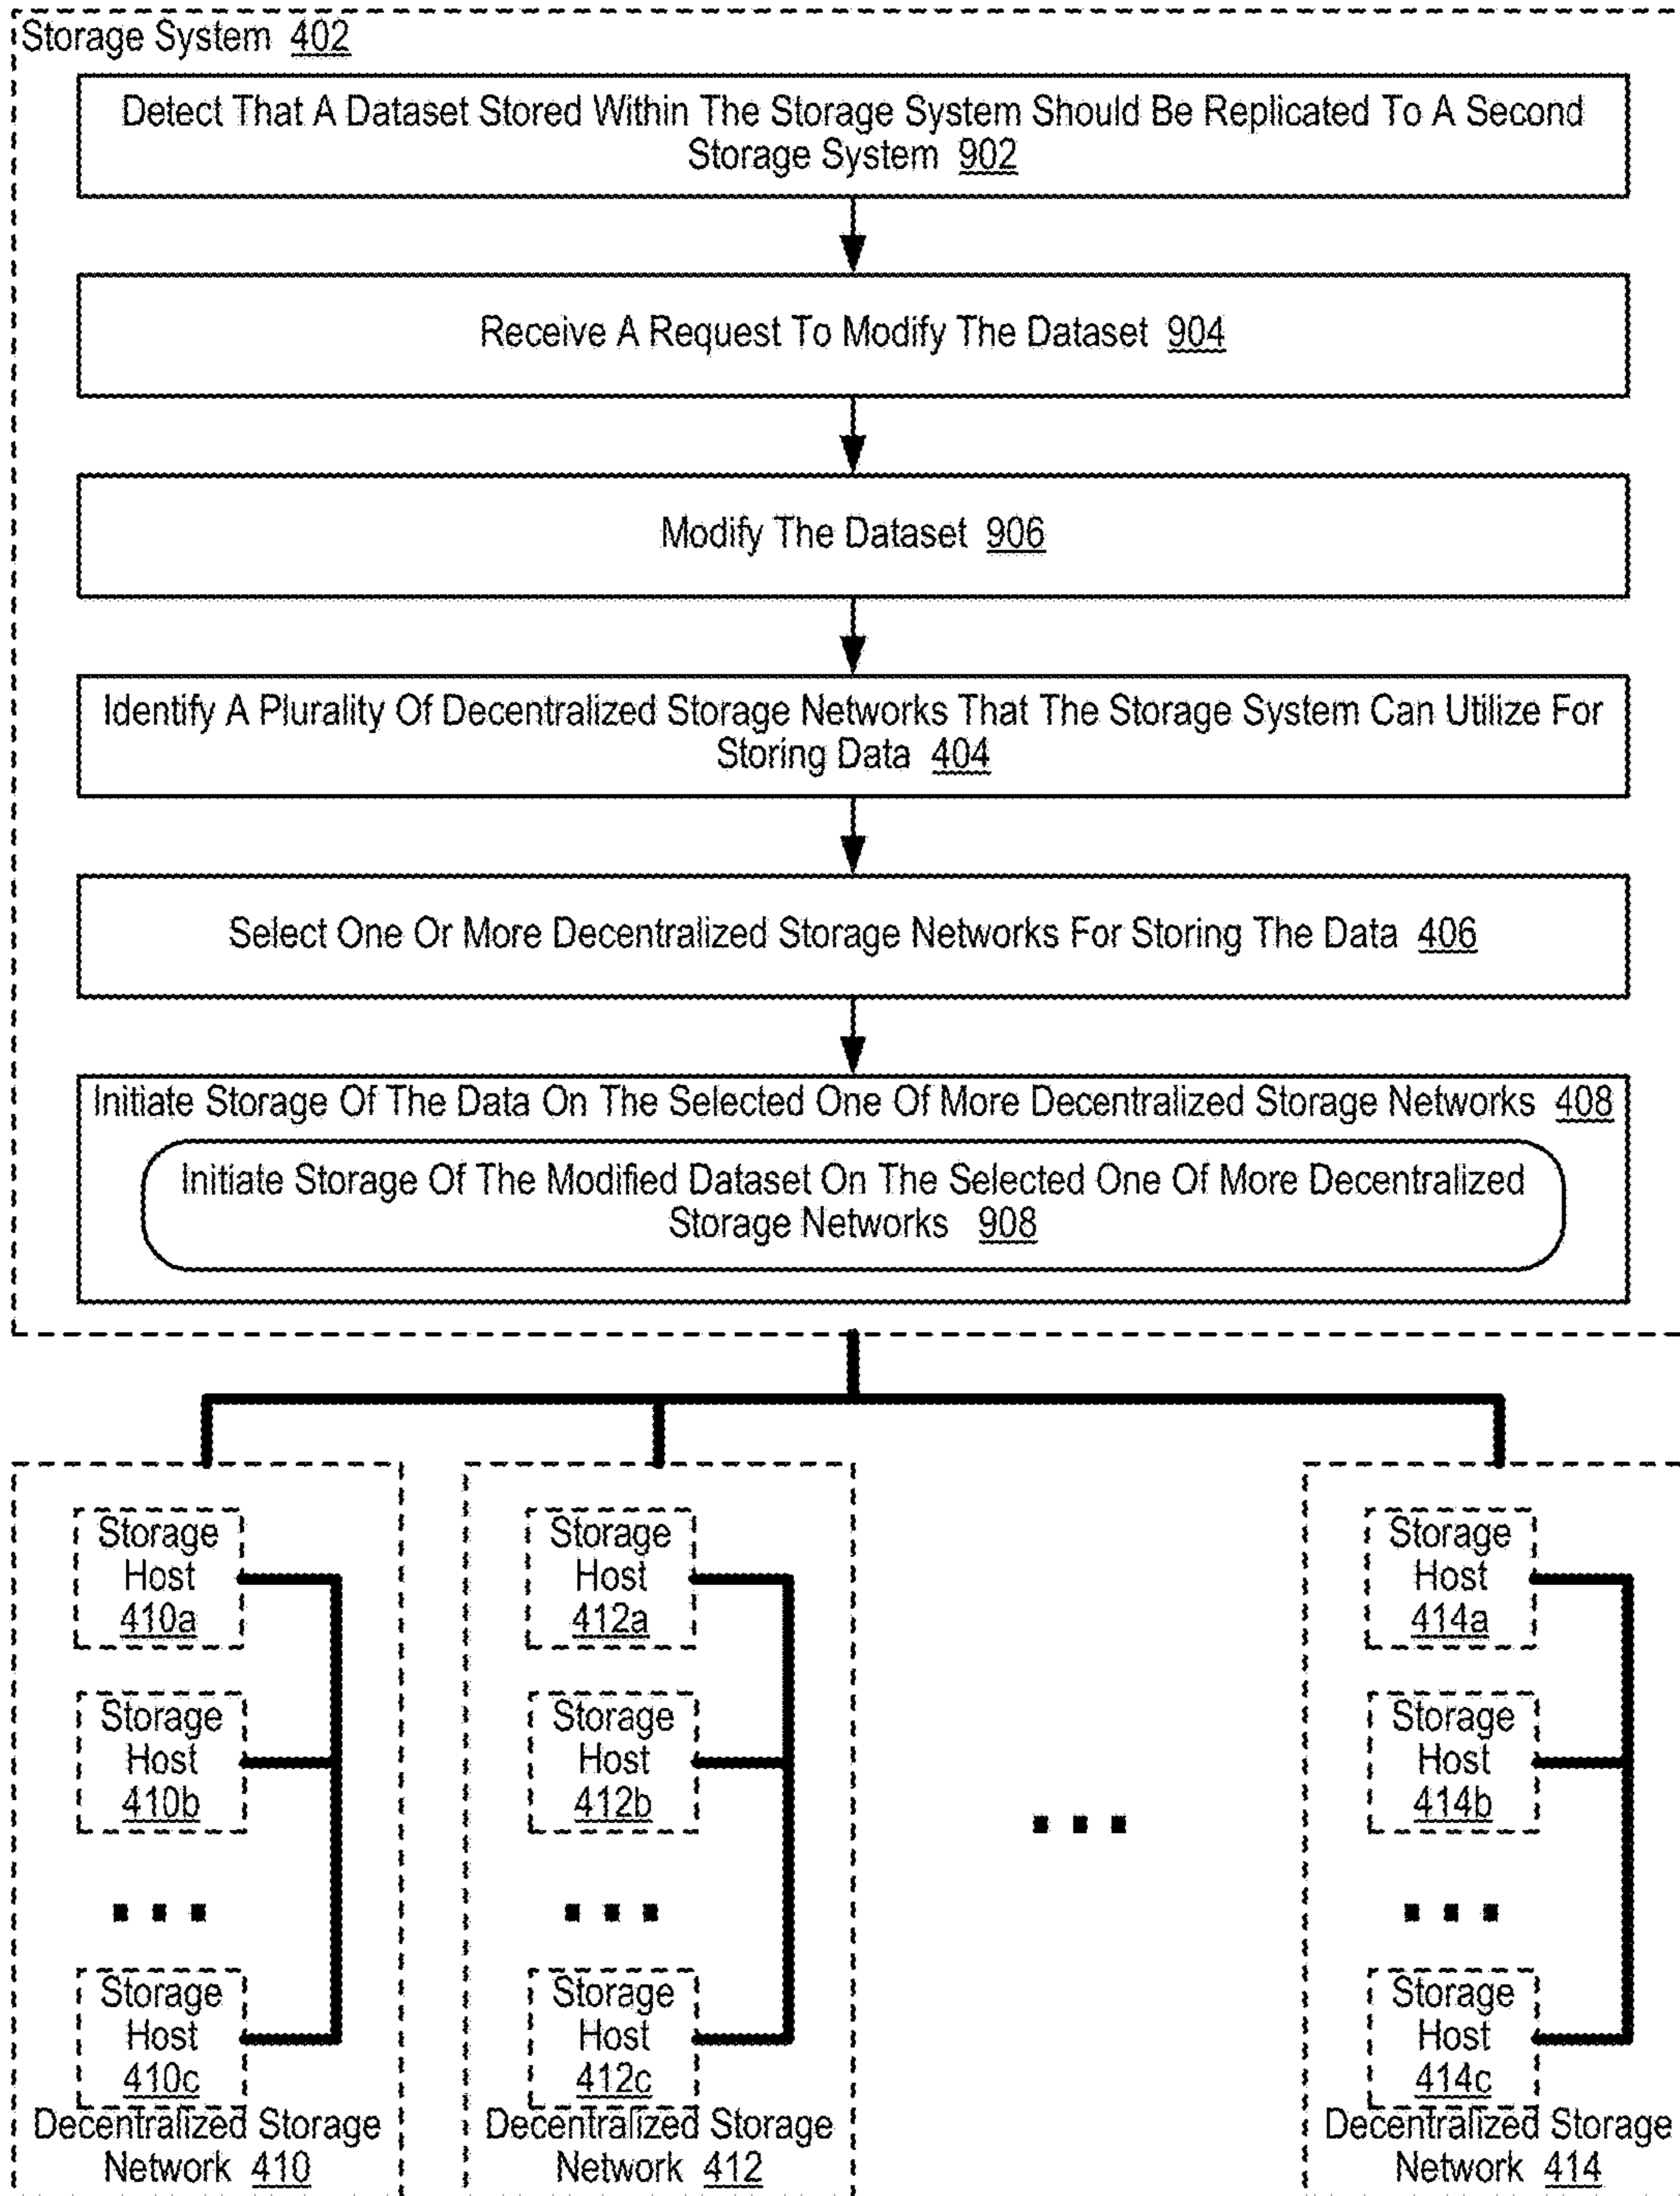 Storage System 402
Detect That A Dataset Stored Within The Storage System Should Be Replicated To A Second
Storage System 902
Receive A Request To Modify The Dataset 904
Modify The Dataset 906
Identify A Plurality Of Decentralized Storage Networks That The Storage System Can Utilize For
Storing Data 404
Select One Or More Decentralized Storage Networks For Storing The Data 406
Initiate Storage Of The Data On The Selected One Of More Decentralized Storage Networks 408
Initiate Storage Of The Modified Dataset On The Selected One Of More Decentralized
Storage Networks 908
Storage
Host
410a
Storage
Host
410b
Storage
Host
410c
Decentralized Storage
Network 410
Storage
Host
412a
Storage
Host
412b
Storage
Host
412c
Decentralized Storage
Network 412
Storage
Host
414a
Storage
Host
414b
Storage
Host
414c
Decentralized Storage
Network 414